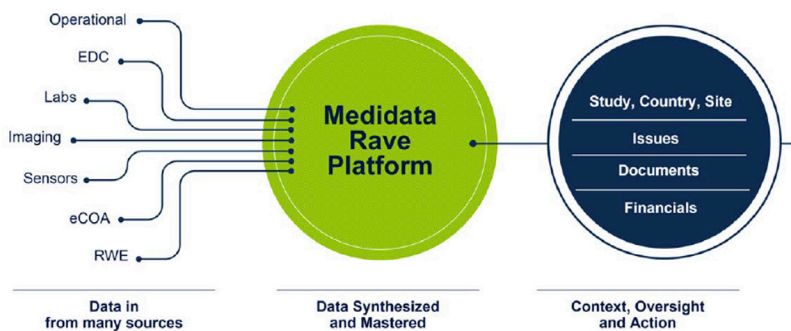 Operational
EDC
Labs
Imaging
Sensors
eCOA
RWE
Medidata
Rave
Platform
Study, Country, Site
Issues
Documents
Financials
Data in
from many sources
Data Synthesized
and Mastered
Context, Oversight
and Action